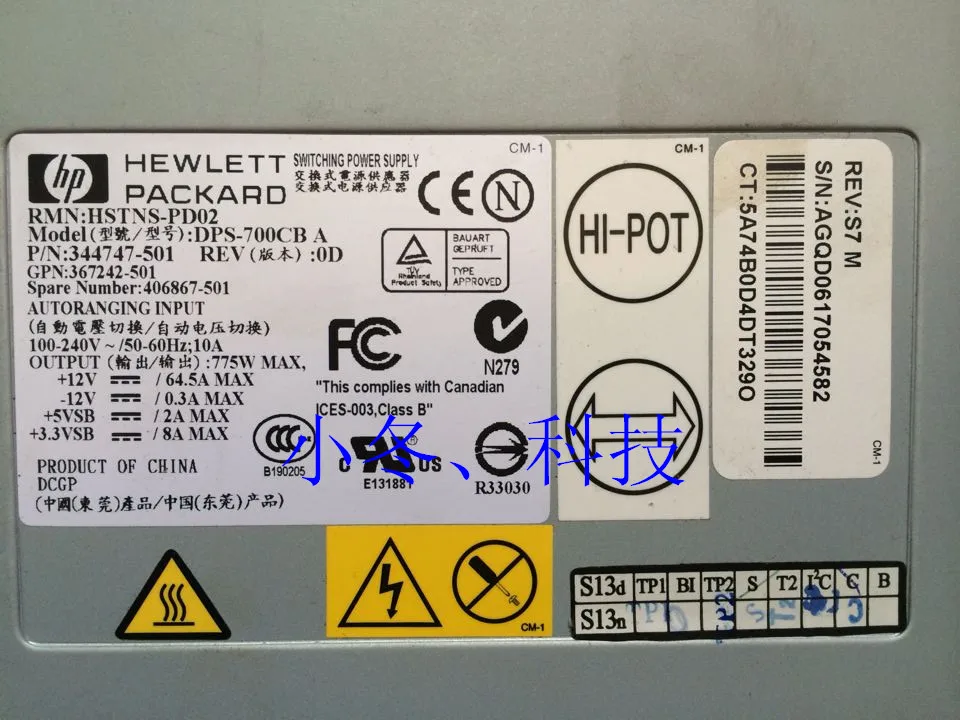 hp HEWLETT PACKARD
SWITCHING POWER SUPPLY
交換式電源供應器
交换式电源供应器
CM-1
RMN:HSTNS-PD02
Model(型號/型号):DPS-700CB A
P/N:344747-501 REV(版本):0D
GPN:367242-501
Spare Number:406867-501
AUTORANGING INPUT
(自動電壓切換/自动电压切换)
100-240V~/50-60Hz;10A
OUTPUT (輸出/输出):775W MAX,
+12V / 64.5A MAX
-12V / 0.3A MAX
+5VSB / 2A MAX
+3.3VSB / 8A MAX
PRODUCT OF CHINA
DCGP
(中國(東莞)產品/中国(东莞)产品)
CE N
TÜV
Rheinland
Product Safety
BAUART
GEPRUFT
TYPE
APPROVED
FC
N279
"This complies with Canadian
ICES-003,Class B"
CCC
B190205
C UR US
®
E131881
R33030
小冬、科技
CM-1
HI-POT
REV:S7 M
S/N:AGQD0617054582
CT:5A74B0D4DT329O
CM-1
CM-1
S13d TP1 BI TP2 S T2 I²C G B
S13n TP1 TP2 S T2